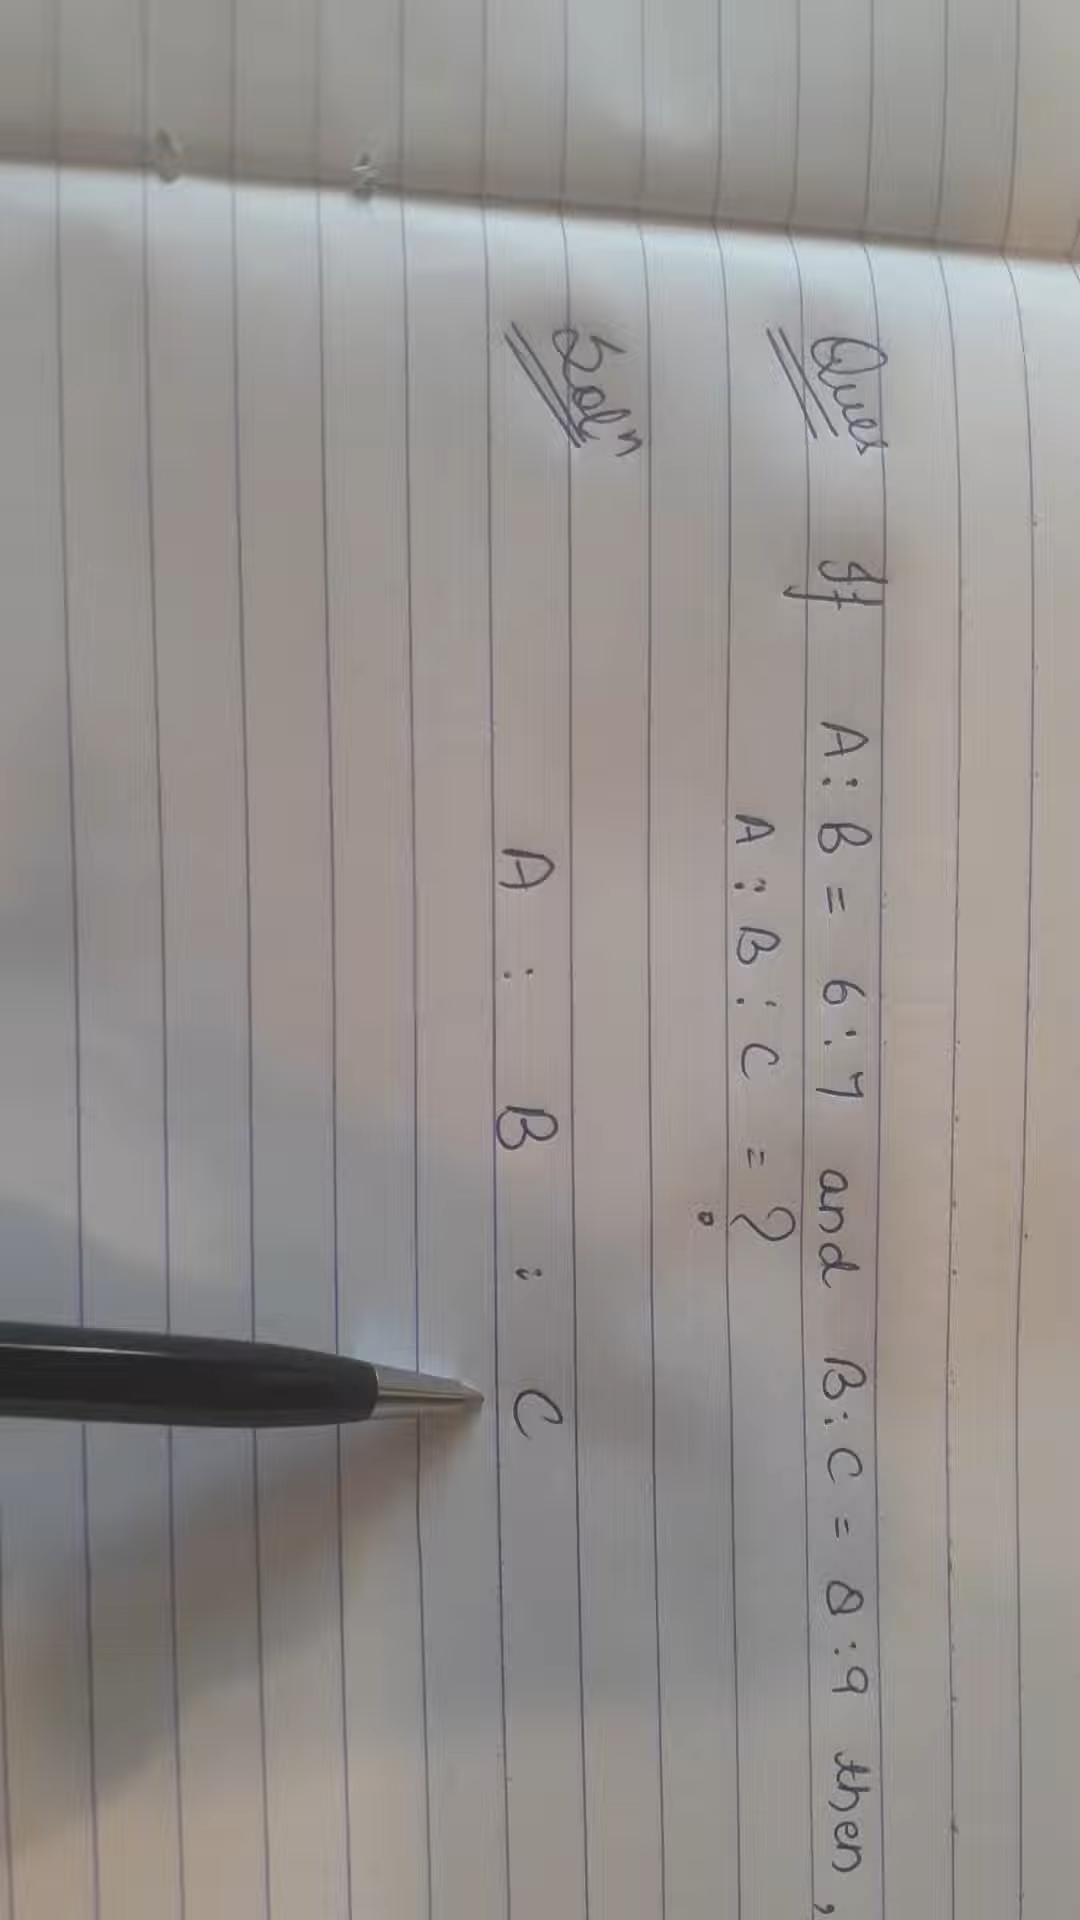 Ques If A:B = 6:7 and B:C = 8:9 then,
A:B:C = ?
Solⁿ
A : B : C